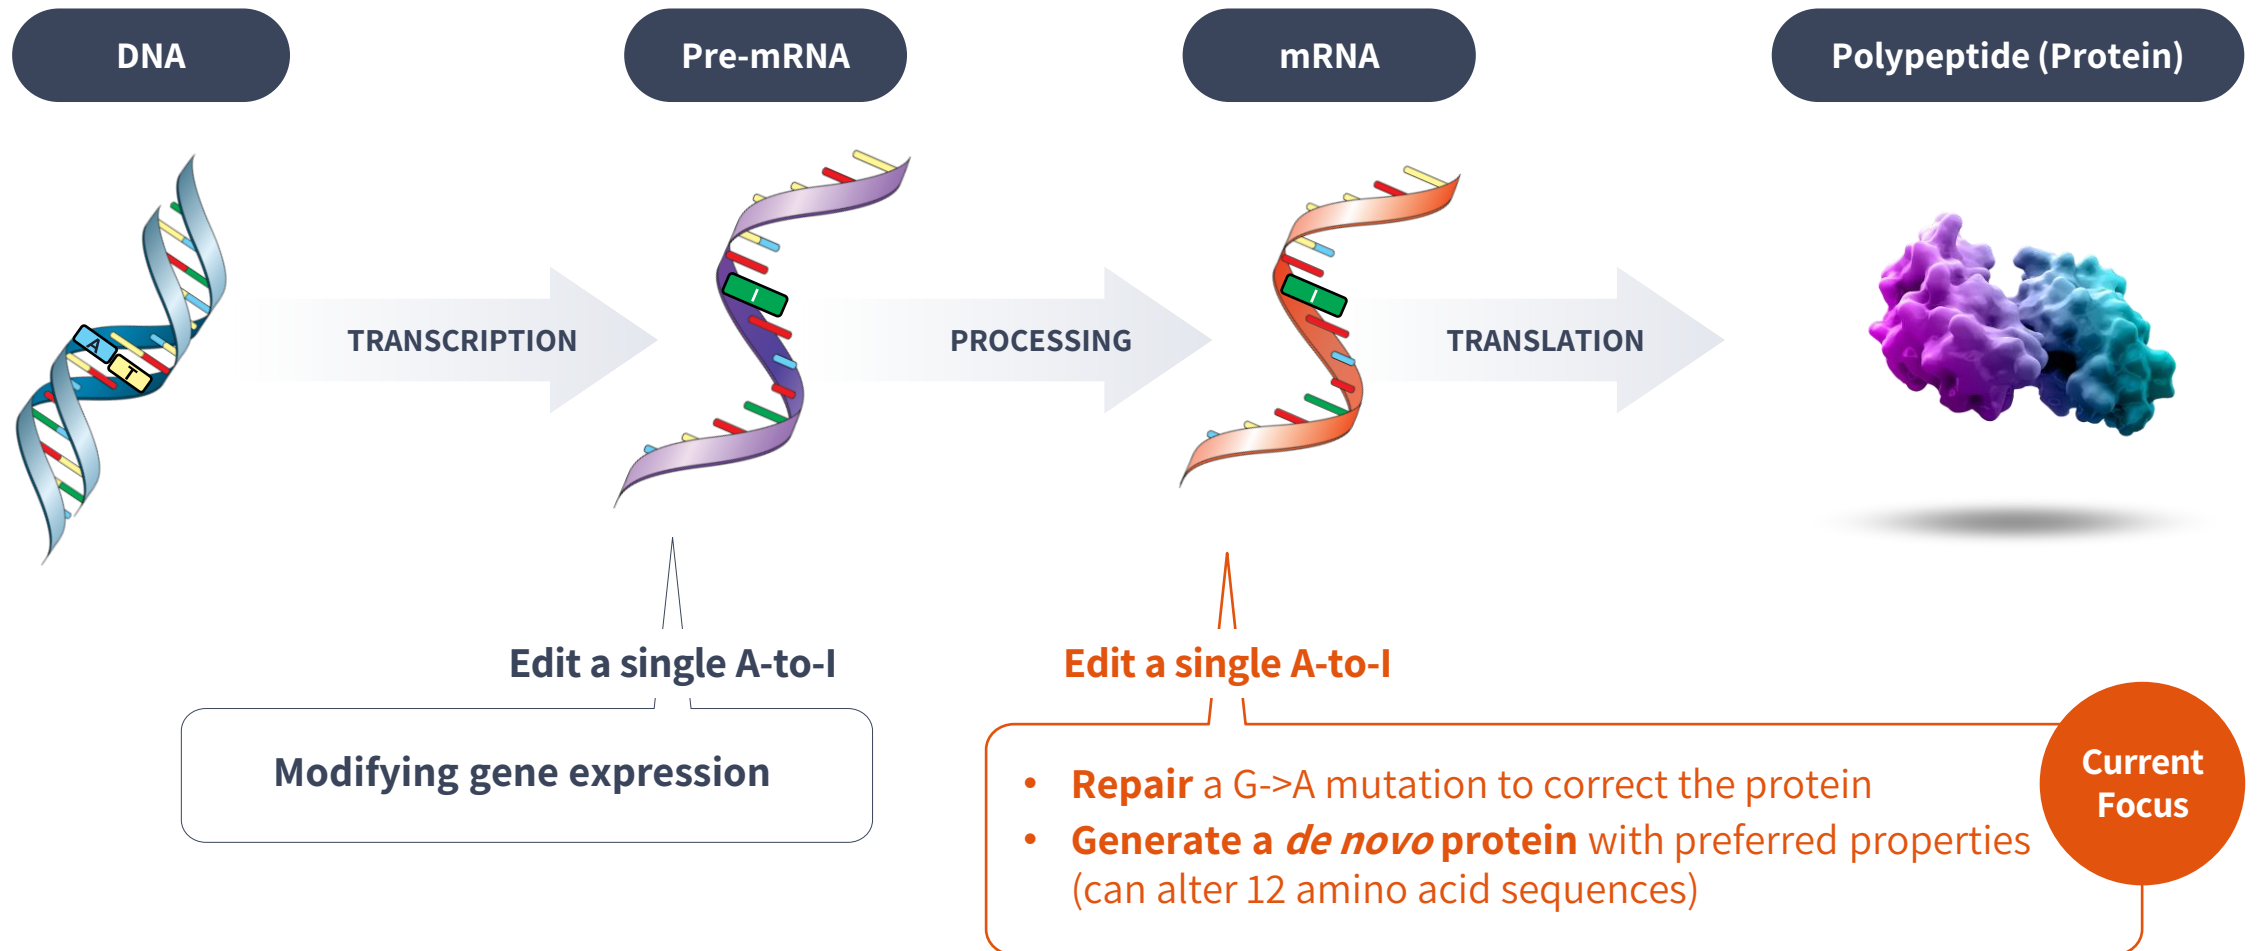 DNA
Pre-mRNA
mRNA
Polypeptide (Protein)
A
T
I
I
TRANSCRIPTION
PROCESSING
TRANSLATION
Edit a single A-to-I
Modifying gene expression
Edit a single A-to-I
• Repair a G->A mutation to correct the protein
• Generate a de novo protein with preferred properties
(can alter 12 amino acid sequences)
Current
Focus